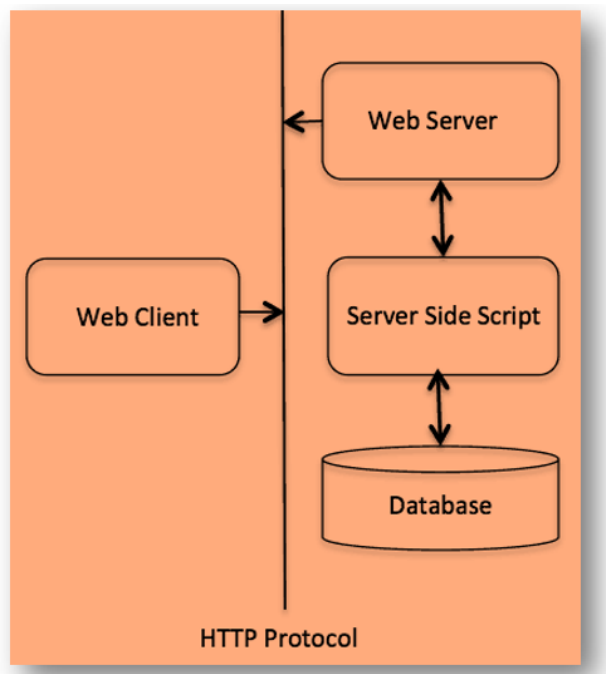 Web Server
Web Client
Server Side Script
Database
HTTP Protocol